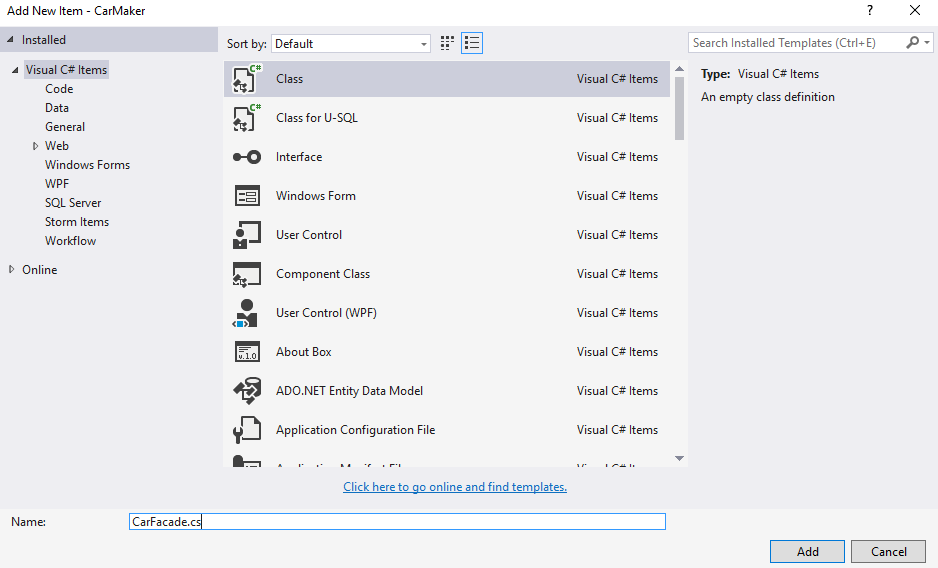 Add New Item - CarMaker
?
Installed
Sort by: Default
Search Installed Templates (Ctrl+E)
Visual C# Items
Code
Data
General
Web
Windows Forms
WPF
SQL Server
Storm Items
Workflow
Online
C# Class Visual C# Items
C# Class for U-SQL Visual C# Items
Interface Visual C# Items
Windows Form Visual C# Items
User Control Visual C# Items
Component Class Visual C# Items
User Control (WPF) Visual C# Items
v.1.0 About Box Visual C# Items
ADO.NET Entity Data Model Visual C# Items
Application Configuration File Visual C# Items
Type: Visual C# Items
An empty class definition
Click here to go online and find templates.
Name: CarFacade.cs
Add Cancel